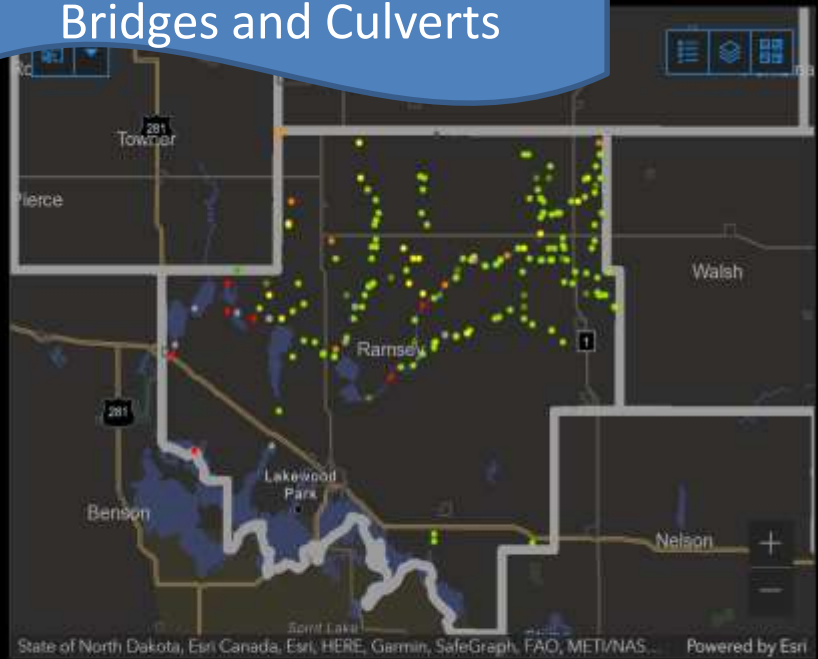 Bridges and Culverts
281
Towner
Pierce
Walsh
Ramsey
1
281
Lakewood
Park
Benson
Nelson
+
−
Spirit Lake
State of North Dakota, Esri Canada, Esri, HERE, Garmin, SafeGraph, FAO, METI/NAS... Powered by Esri